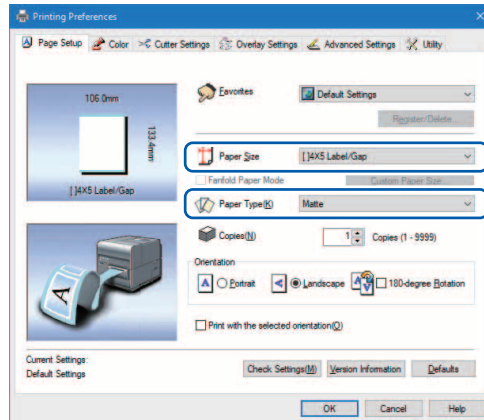 Printing Preferences
Page Setup Color Cutter Settings Overlay Settings Advanced Settings Utility
106.0mm
133.4mm
[ ]4X5 Label/Gap
Favorites Default Settings
Register/Delete...
Paper Size [ ]4X5 Label/Gap
Fanfold Paper Mode Custom Paper Size...
Paper Type(K) Matte
Copies(N) 1 Copies (1 - 9999)
Orientation
A Portrait A Landscape 180-degree Rotation
Print with the selected orientation(O)
A
Current Settings:
Default Settings
Check Settings(M) Version Information Defaults
OK Cancel Help